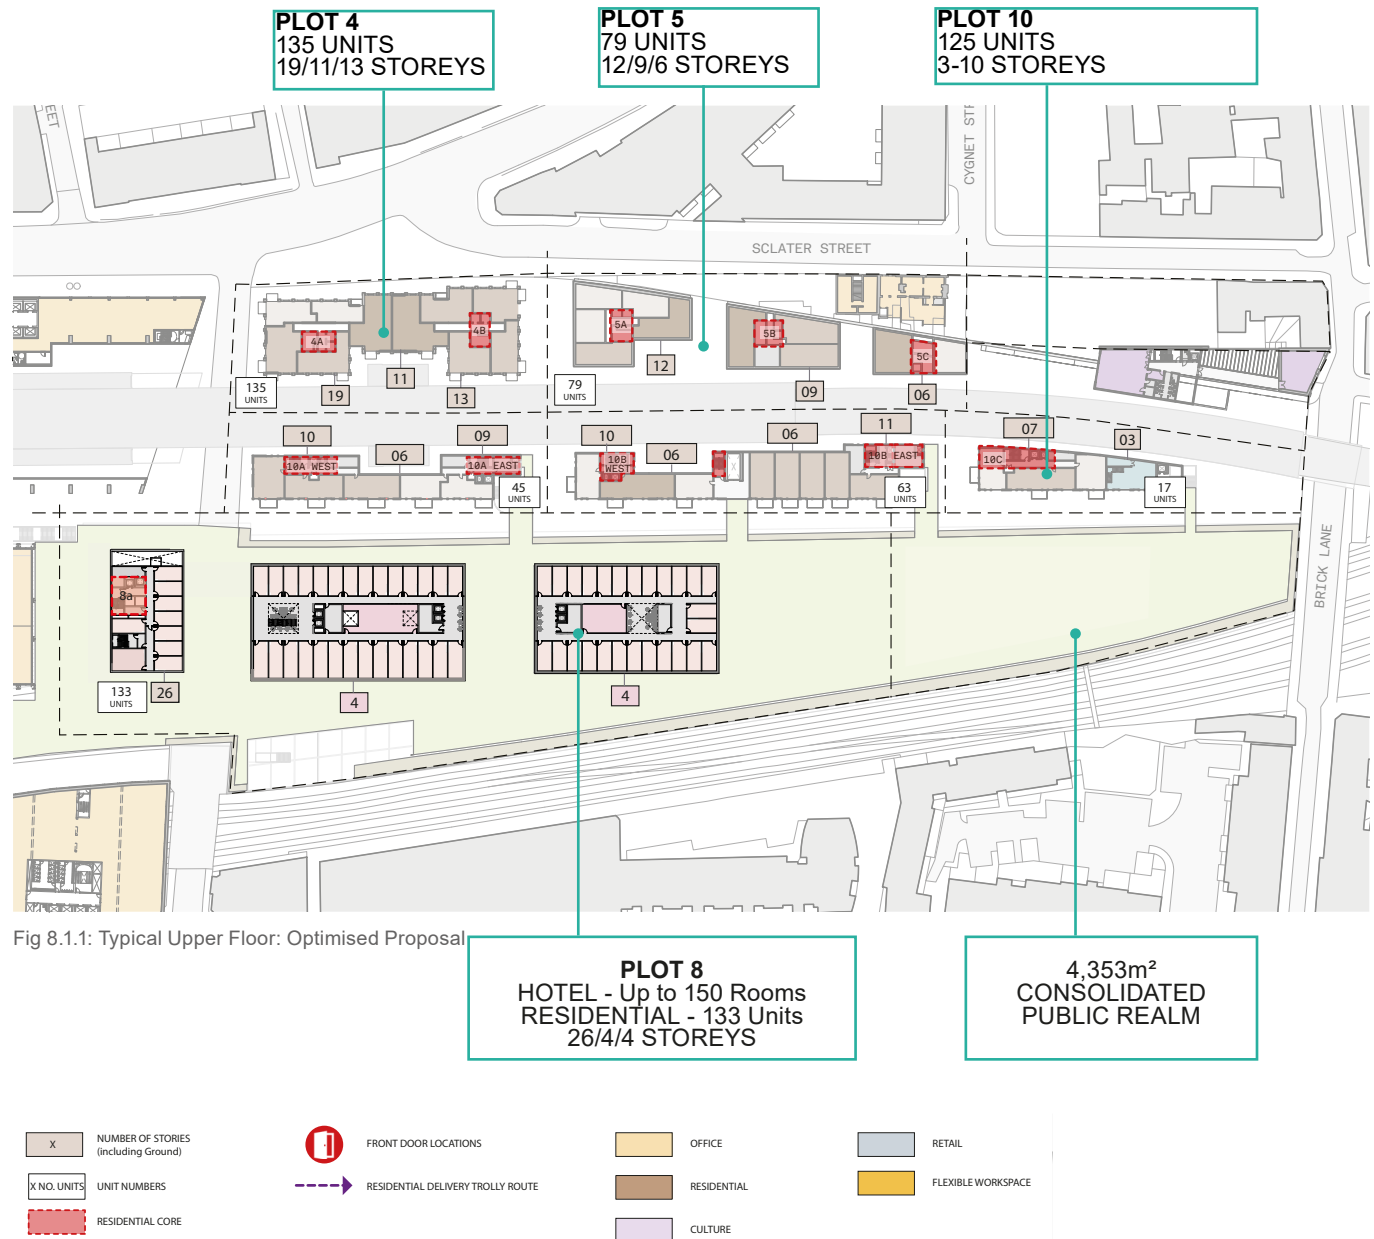 PLOT 4
135 UNITS
19/11/13 STOREYS
PLOT 5
79 UNITS
12/9/6 STOREYS
PLOT 10
125 UNITS
3-10 STOREYS
EET
CYGNET STR
SCLATER STREET
4A
4B
5A
5B
5C
135
UNITS
19
11
13
79
UNITS
12
09
06
10
06
09
10
06
06
11
07
03
10A WEST
10A EAST
10B
WEST
10B EAST
10C
45
UNITS
63
UNITS
17
UNITS
BRICK LANE
8a
133
UNITS
26
4
4
Fig 8.1.1: Typical Upper Floor: Optimised Proposal
PLOT 8
HOTEL - Up to 150 Rooms
RESIDENTIAL - 133 Units
26/4/4 STOREYS
4,353m²
CONSOLIDATED
PUBLIC REALM
X
NUMBER OF STORIES
(including Ground)
X NO. UNITS
UNIT NUMBERS
RESIDENTIAL CORE
FRONT DOOR LOCATIONS
RESIDENTIAL DELIVERY TROLLY ROUTE
OFFICE
RESIDENTIAL
CULTURE
RETAIL
FLEXIBLE WORKSPACE